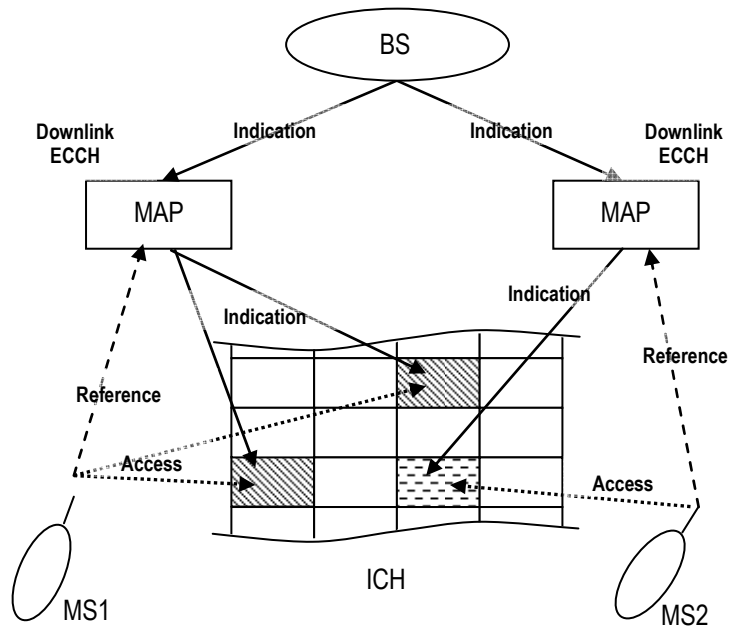 BS
Downlink
ECCH
Indication
Indication
Downlink
ECCH
MAP
MAP
Indication
Indication
Reference
Reference
Access
Access
ICH
MS1
MS2